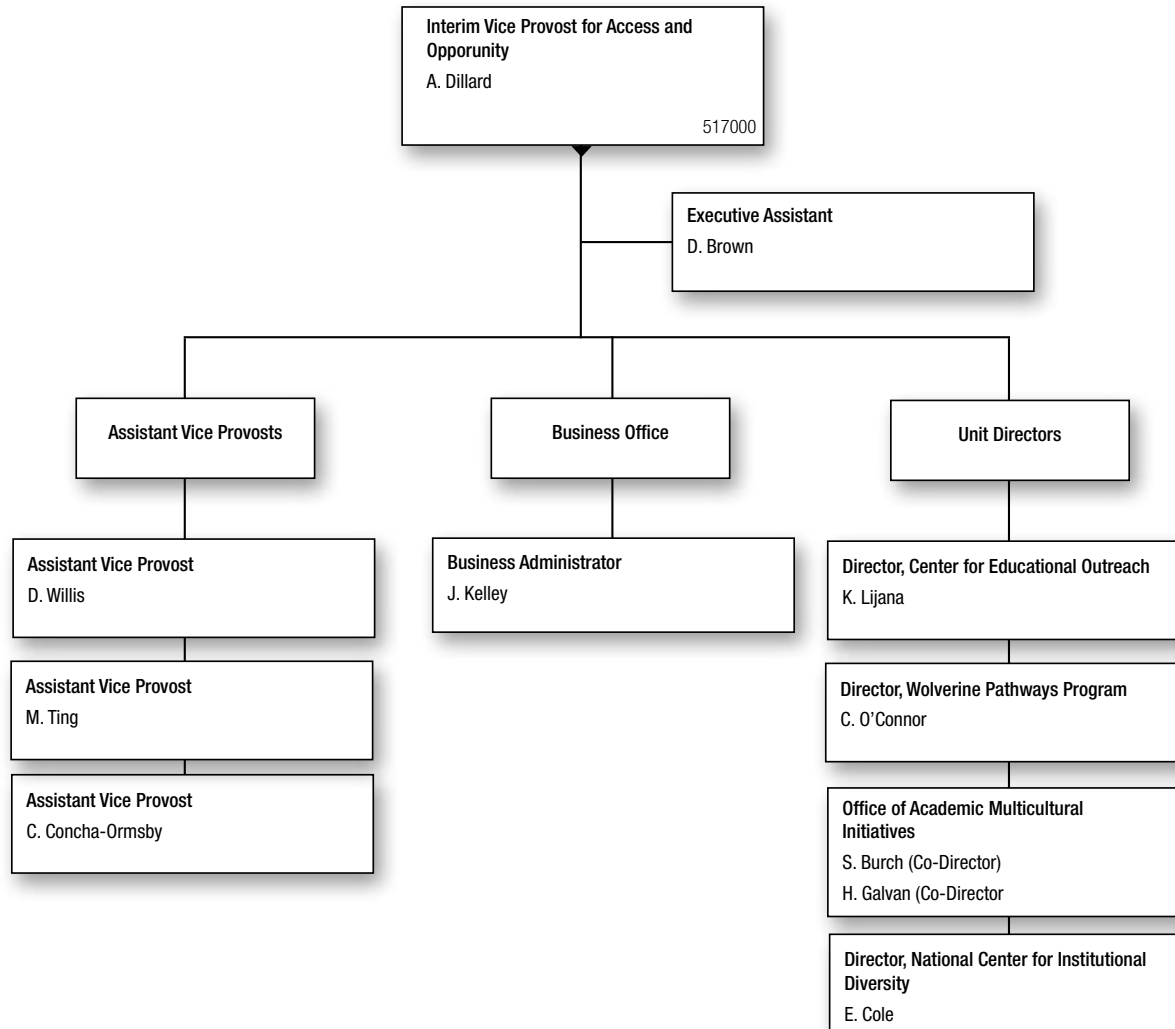 Interim Vice Provost for Access and
Opporunity
A. Dillard
517000
Executive Assistant
D. Brown
Assistant Vice Provosts
Business Office
Unit Directors
Assistant Vice Provost
D. Willis
Assistant Vice Provost
M. Ting
Assistant Vice Provost
C. Concha-Ormsby
Business Administrator
J. Kelley
Director, Center for Educational Outreach
K. Lijana
Director, Wolverine Pathways Program
C. O’Connor
Office of Academic Multicultural
Initiatives
S. Burch (Co-Director)
H. Galvan (Co-Director
Director, National Center for Institutional
Diversity
E. Cole